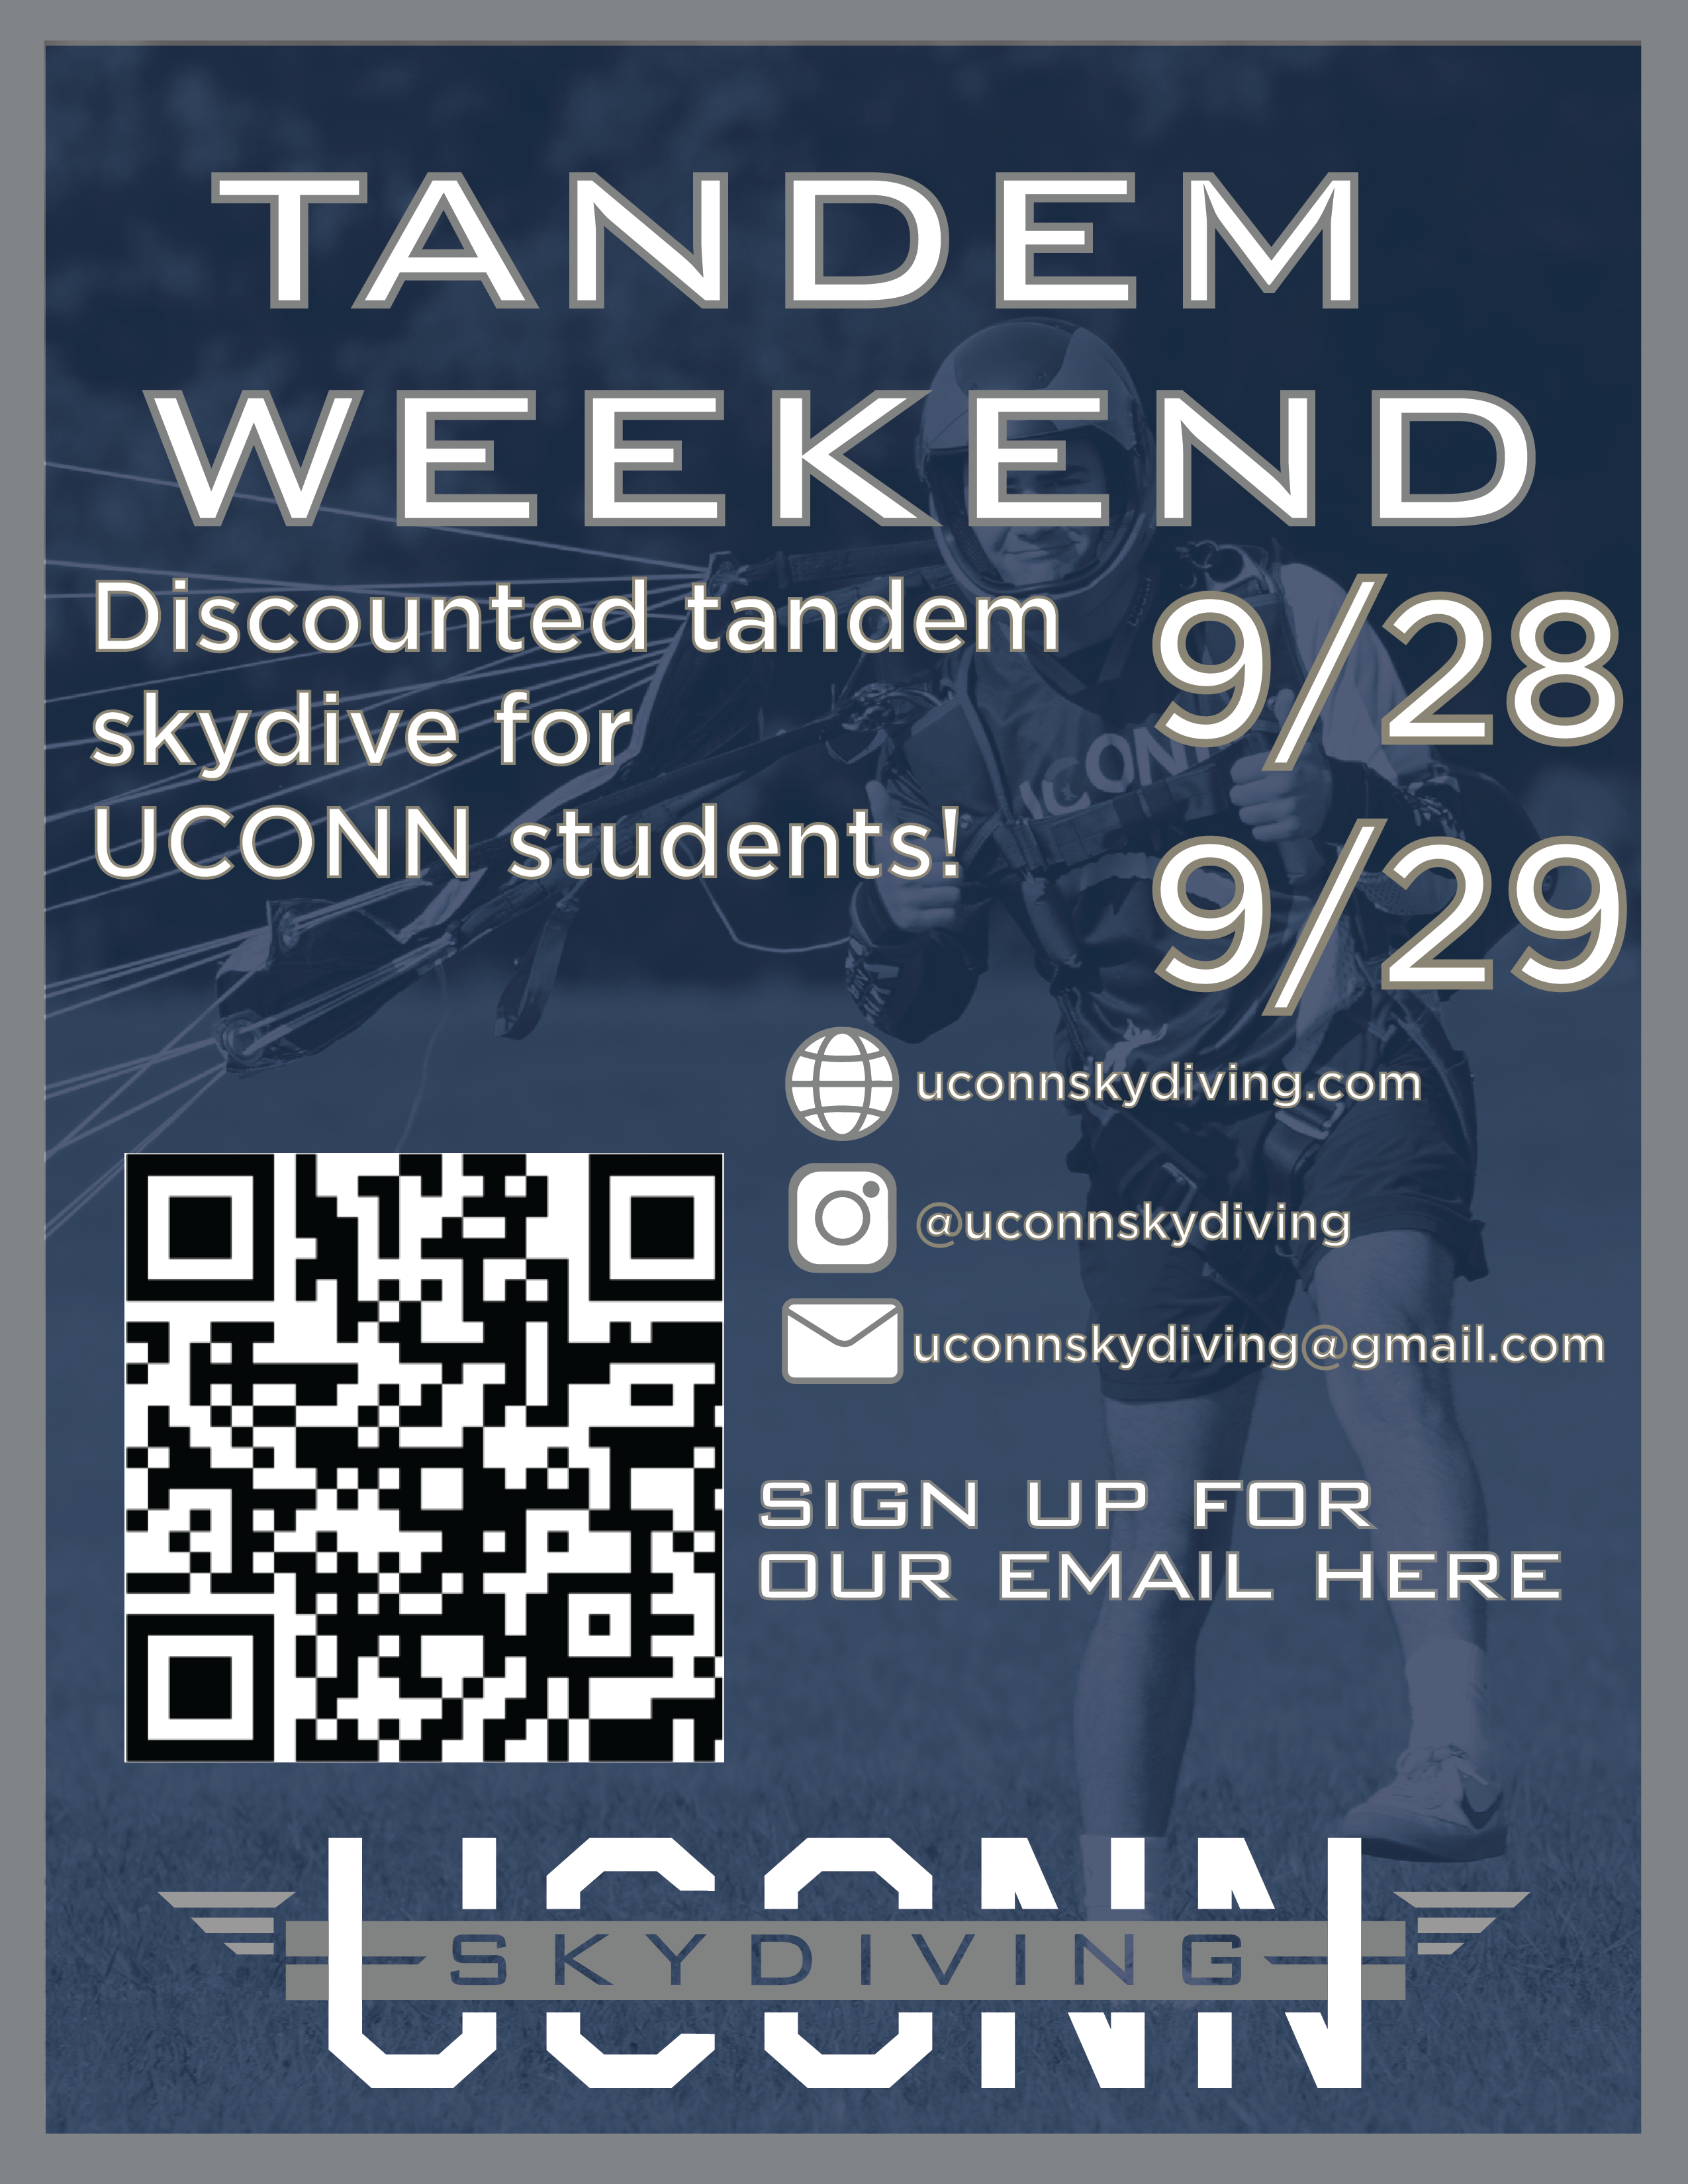 TANDEM
WEEKEND
Discounted tandem
skydive for
UCONN students!
9/28
9/29
uconnskydiving.com
@uconnskydiving
uconnskydiving@gmail.com
SIGN UP FOR
OUR EMAIL HERE
UCONN
SKYDIVING